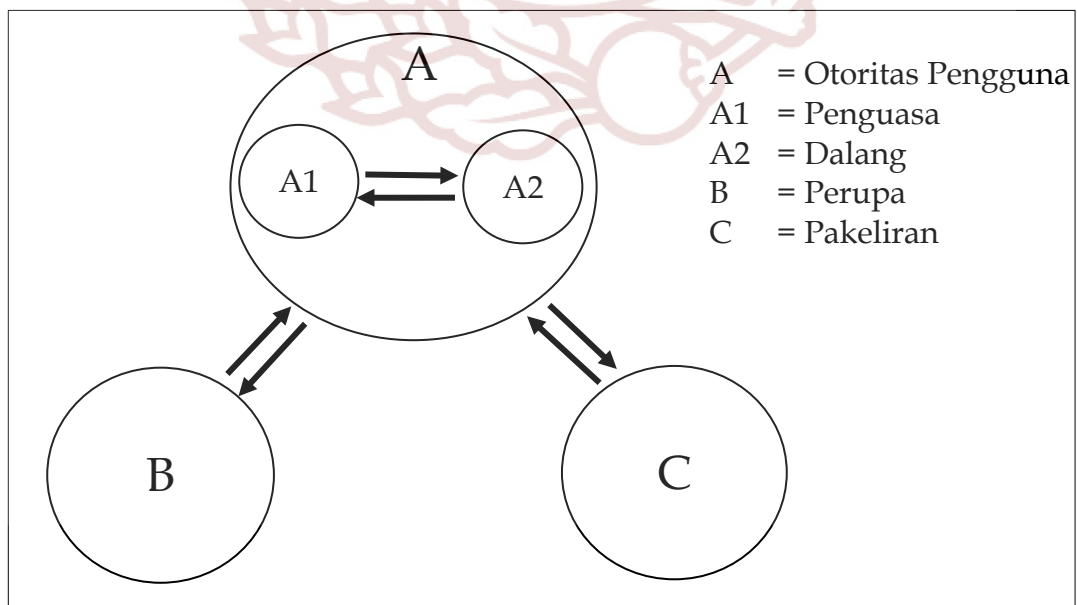 A
A1
A2
B
C
A = Otoritas Pengguna
A1 = Penguasa
A2 = Dalang
B = Perupa
C = Pakeliran